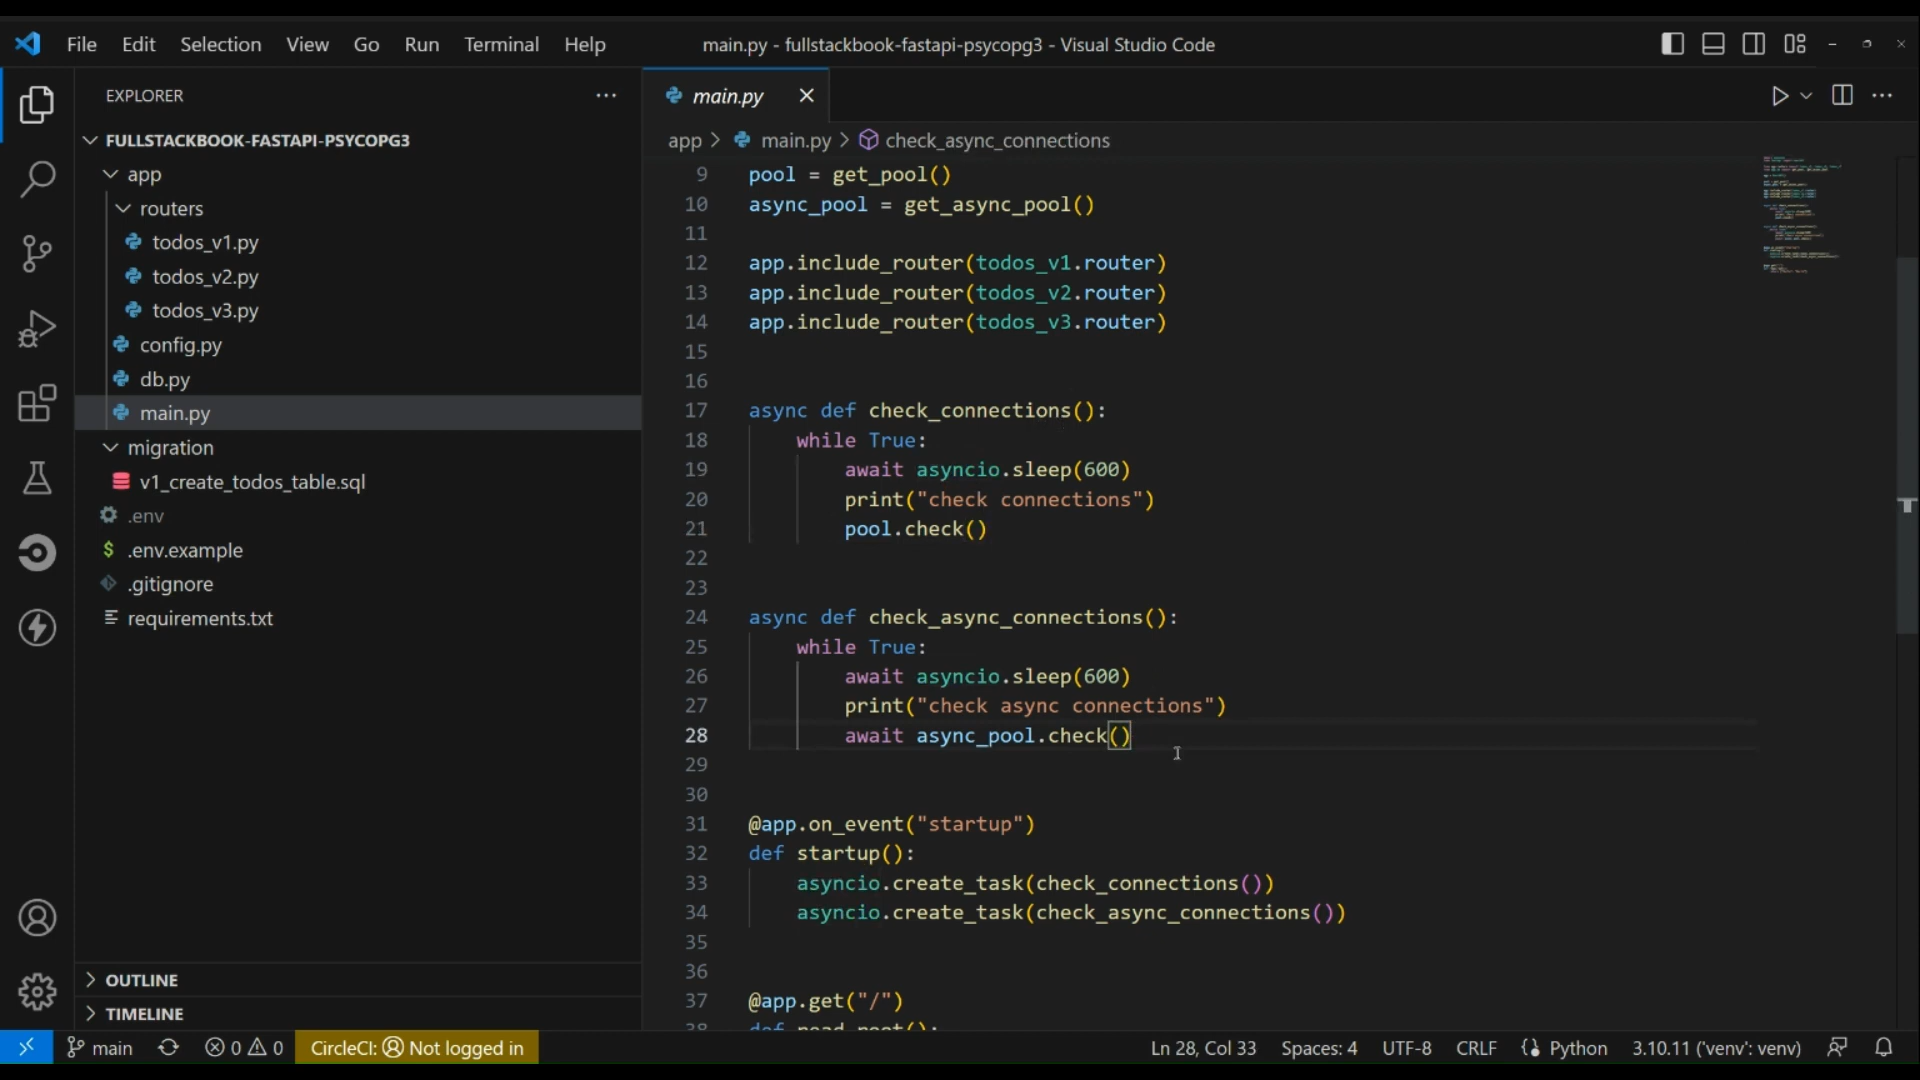 File Edit Selection View Go Run Terminal Help
main.py - fullstackbook-fastapi-psycopg3 - Visual Studio Code
EXPLORER
FULLSTACKBOOK-FASTAPI-PSYCOPG3
app
routers
todos_v1.py
todos_v2.py
todos_v3.py
config.py
db.py
main.py
migration
v1_create_todos_table.sql
.env
.env.example
.gitignore
requirements.txt
OUTLINE
TIMELINE
main.py
app > main.py > check_async_connections
9 pool = get_pool()
10 async_pool = get_async_pool()
11
12 app.include_router(todos_v1.router)
13 app.include_router(todos_v2.router)
14 app.include_router(todos_v3.router)
15
16
17 async def check_connections():
18 while True:
19 await asyncio.sleep(600)
20 print("check connections")
21 pool.check()
22
23
24 async def check_async_connections():
25 while True:
26 await asyncio.sleep(600)
27 print("check async connections")
28 await async_pool.check()
29
30
31 @app.on_event("startup")
32 def startup():
33 asyncio.create_task(check_connections())
34 asyncio.create_task(check_async_connections())
35
36
37 @app.get("/")
38 def read_root():
main 0 0 CircleCI: Not logged in Ln 28, Col 33 Spaces: 4 UTF-8 CRLF Python 3.10.11 ('venv': venv)